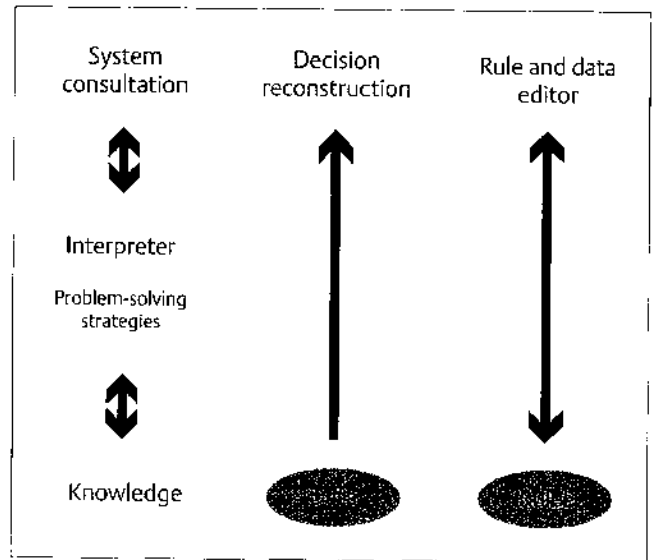 System
consultation
Decision
reconstruction
Rule and data
editor
Interpreter
Problem-solving
strategies
Knowledge